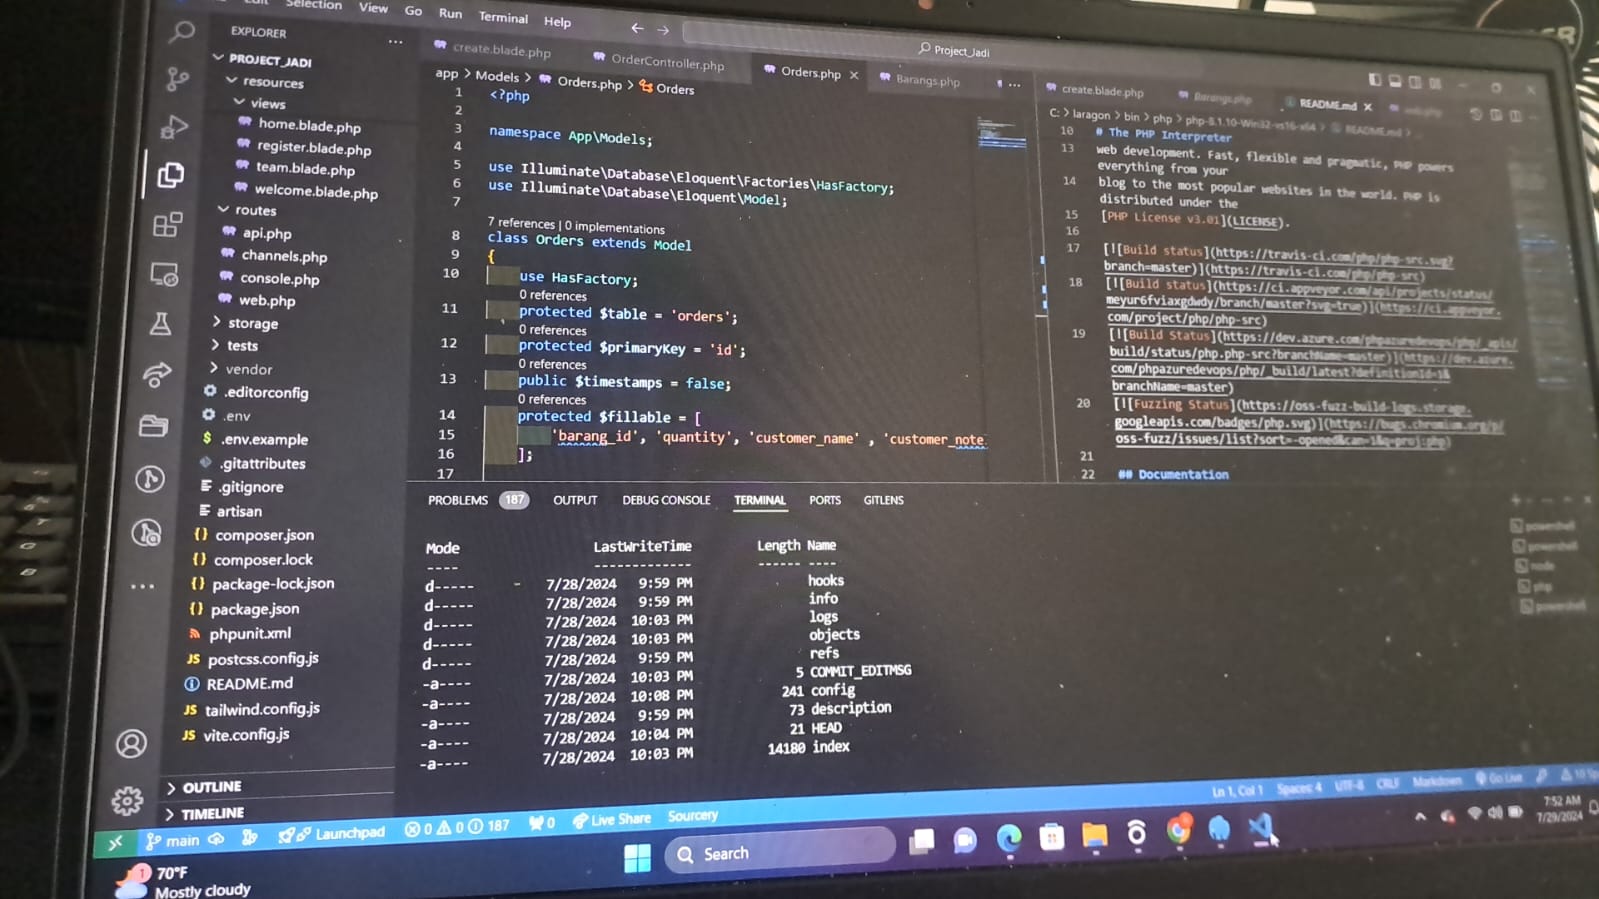 Selection View Go Run Terminal Help
Project_Jadi
EXPLORER
PROJECT_JADI
resources
views
home.blade.php
register.blade.php
team.blade.php
welcome.blade.php
routes
api.php
channels.php
console.php
web.php
storage
tests
vendor
.editorconfig
.env
.env.example
.gitattributes
.gitignore
artisan
composer.json
composer.lock
package-lock.json
package.json
phpunit.xml
postcss.config.js
README.md
tailwind.config.js
vite.config.js
OUTLINE
TIMELINE
create.blade.php OrderController.php Orders.php Barangs.php
app > Models > Orders.php > Orders
1 <?php
2
3 namespace App\Models;
4
5 use Illuminate\Database\Eloquent\Factories\HasFactory;
6 use Illuminate\Database\Eloquent\Model;
7
7 references | 0 implementations
8 class Orders extends Model
9 {
10 use HasFactory;
0 references
11 protected $table = 'orders';
0 references
12 protected $primaryKey = 'id';
0 references
13 public $timestamps = false;
0 references
14 protected $fillable = [
15 'barang_id', 'quantity', 'customer_name' , 'customer_note
16 ];
17
create.blade.php Barangs.php README.md web.php
C: > laragon > bin > php > php-8.1.10-Win32-vs16-x64 > README.md >
10 # The PHP Interpreter
13 web development. Fast, flexible and pragmatic, PHP powers
everything from your
14 blog to the most popular websites in the world. PHP is
distributed under the
15 [PHP License v3.01](LICENSE).
16
17 [![Build status](https://travis-ci.com/php/php-src.svg?
branch=master)](https://travis-ci.com/php/php-src)
18 [![Build status](https://ci.appveyor.com/api/projects/status/
meyur6fviaxgdwdy/branch/master?svg=true)](https://ci.appveyor.
com/project/php/php-src)
19 [![Build Status](https://dev.azure.com/phpazuredevops/php/_apis/
build/status/php.php-src?branchName=master)](https://dev.azure.
com/phpazuredevops/php/_build/latest?definitionId=1&
branchName=master)
20 [![Fuzzing Status](https://oss-fuzz-build-logs.storage.
googleapis.com/badges/php.svg)](https://bugs.chromium.org/p/
oss-fuzz/issues/list?sort=-opened&can=1&q=proj:php)
21
22 ## Documentation
PROBLEMS 187 OUTPUT DEBUG CONSOLE TERMINAL PORTS GITLENS
Mode LastWriteTime Length Name
---- ------------- ------ ----
d----- 7/28/2024 9:59 PM hooks
d----- 7/28/2024 9:59 PM info
d----- 7/28/2024 10:03 PM logs
d----- 7/28/2024 10:03 PM objects
d----- 7/28/2024 9:59 PM refs
-a---- 7/28/2024 10:03 PM 5 COMMIT_EDITMSG
-a---- 7/28/2024 10:08 PM 241 config
-a---- 7/28/2024 9:59 PM 73 description
-a---- 7/28/2024 10:04 PM 21 HEAD
-a---- 7/28/2024 10:03 PM 14180 index
powershell
powershell
node
php
powershell
main Launchpad 0 0 187 0 Live Share Sourcery
Ln 1, Col 1 Spaces: 4 UTF-8 CRLF Markdown Go Live
70°F
Mostly cloudy
Search
7:52 AM
7/29/2024